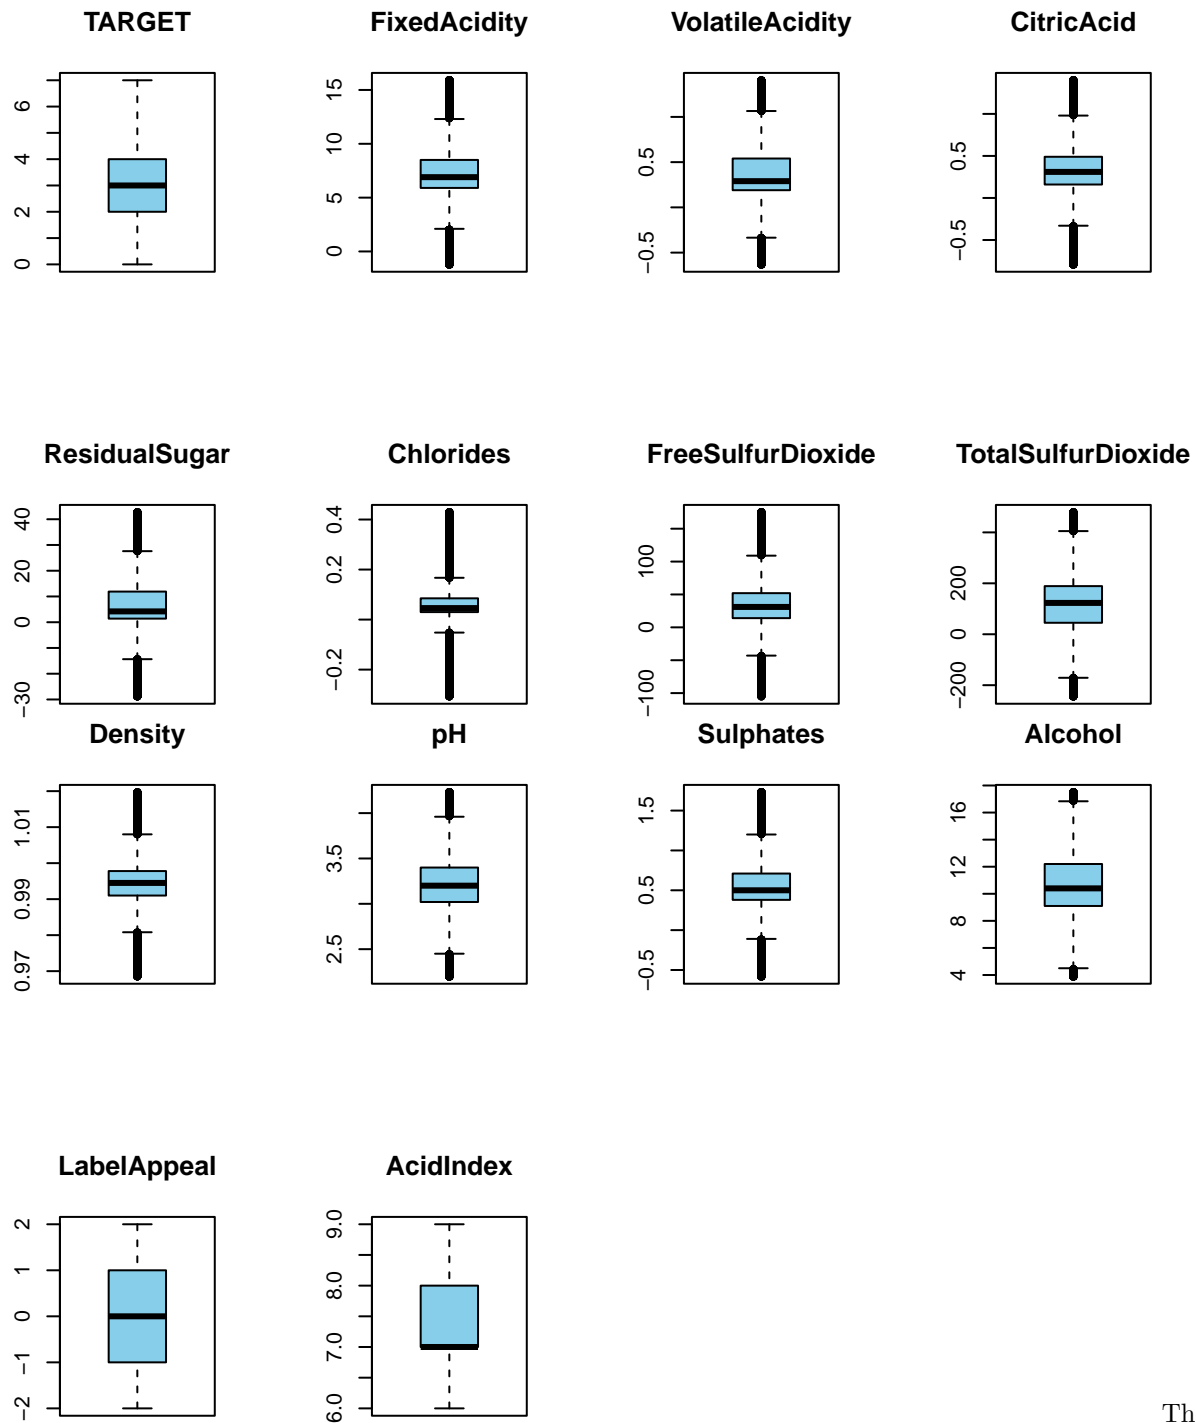 TARGET FixedAcidity VolatileAcidity CitricAcid
0 2 4 6 0 5 10 15 −0.5 0.5 −0.5 0.5
ResidualSugar Chlorides FreeSulfurDioxide TotalSulfurDioxide
−30 0 20 40 −0.2 0.2 0.4 −100 0 100 −200 0 200
Density pH Sulphates Alcohol
0.97 0.99 1.01 2.5 3.5 −0.5 0.5 1.5 4 8 12 16
LabelAppeal AcidIndex
−2 −1 0 1 2 6.0 7.0 8.0 9.0
Th